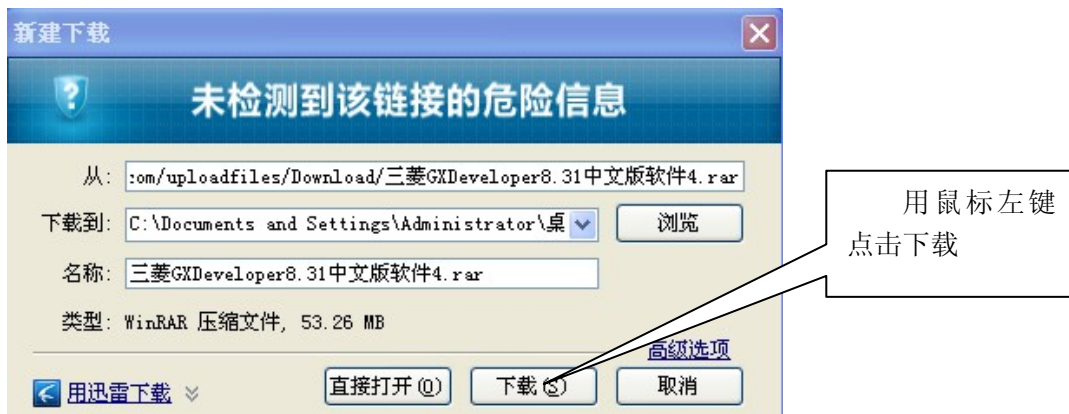 新建下载
未检测到该链接的危险信息
从: :om/uploadfiles/Download/三菱GXDeveloper8.31中文版软件4.rar
下载到: C:\Documents and Settings\Administrator\桌 浏览
名称: 三菱GXDeveloper8.31中文版软件4.rar
类型: WinRAR 压缩文件, 53.26 MB
高级选项
用迅雷下载 直接打开(O) 下载(S) 取消
用鼠标左键
点击下载